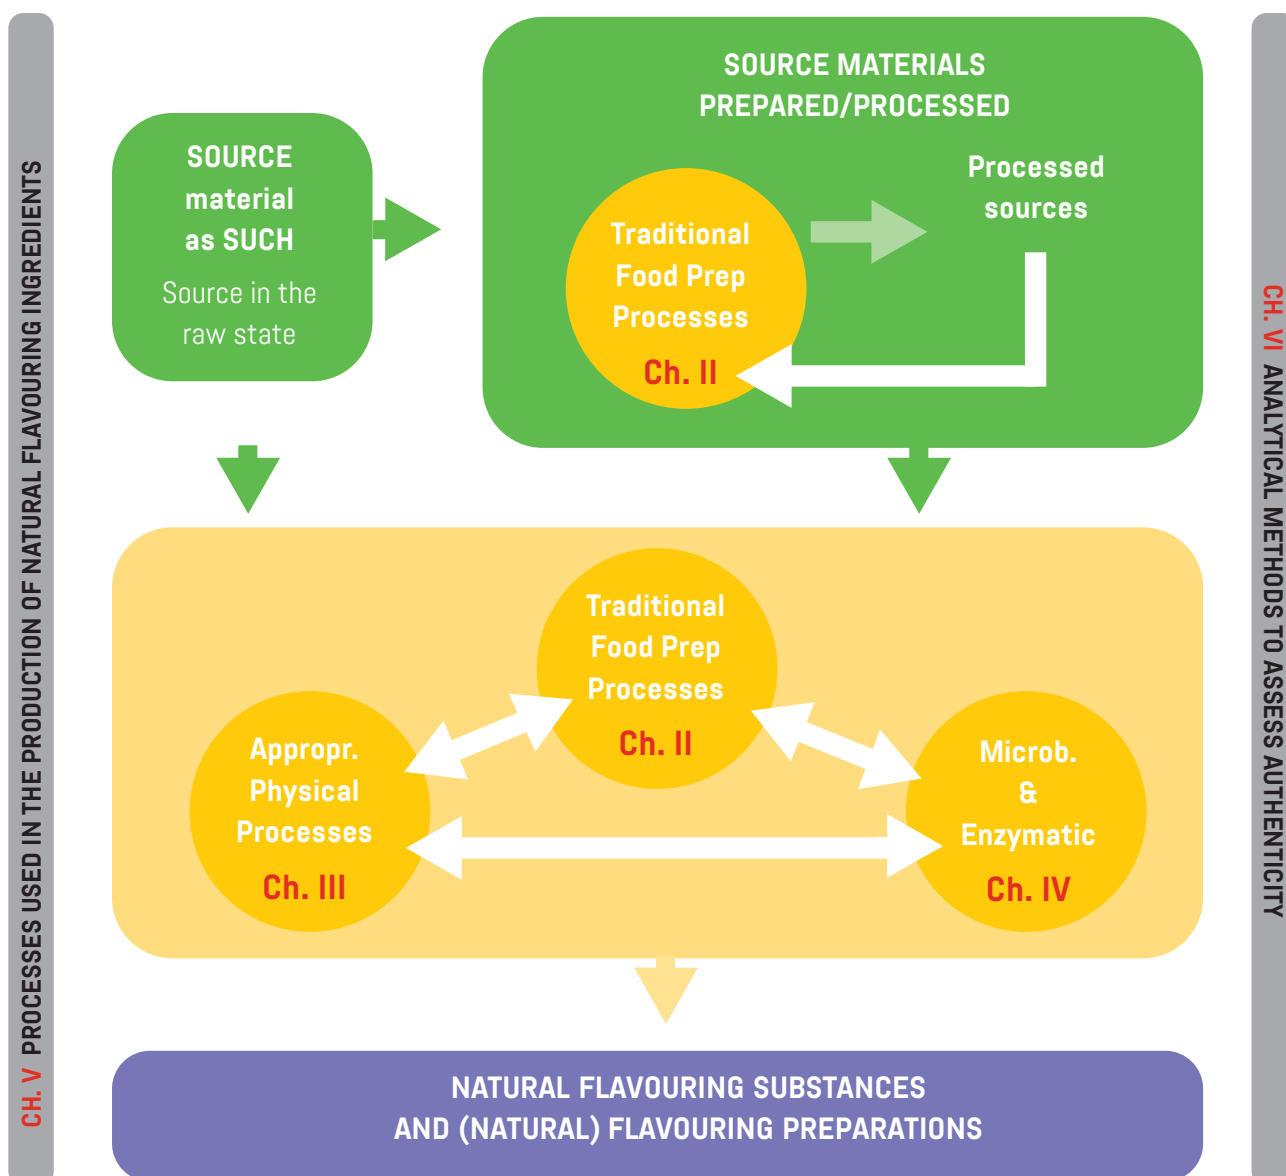 CH. V PROCESSES USED IN THE PRODUCTION OF NATURAL FLAVOURING INGREDIENTS
SOURCE
material
as SUCH
Source in the
raw state
SOURCE MATERIALS
PREPARED/PROCESSED
Traditional
Food Prep
Processes
Ch. II
Processed
sources
Traditional
Food Prep
Processes
Ch. II
Appropr.
Physical
Processes
Ch. III
Microb.
&
Enzymatic
Ch. IV
NATURAL FLAVOURING SUBSTANCES
AND (NATURAL) FLAVOURING PREPARATIONS
CH. VI ANALYTICAL METHODS TO ASSESS AUTHENTICITY